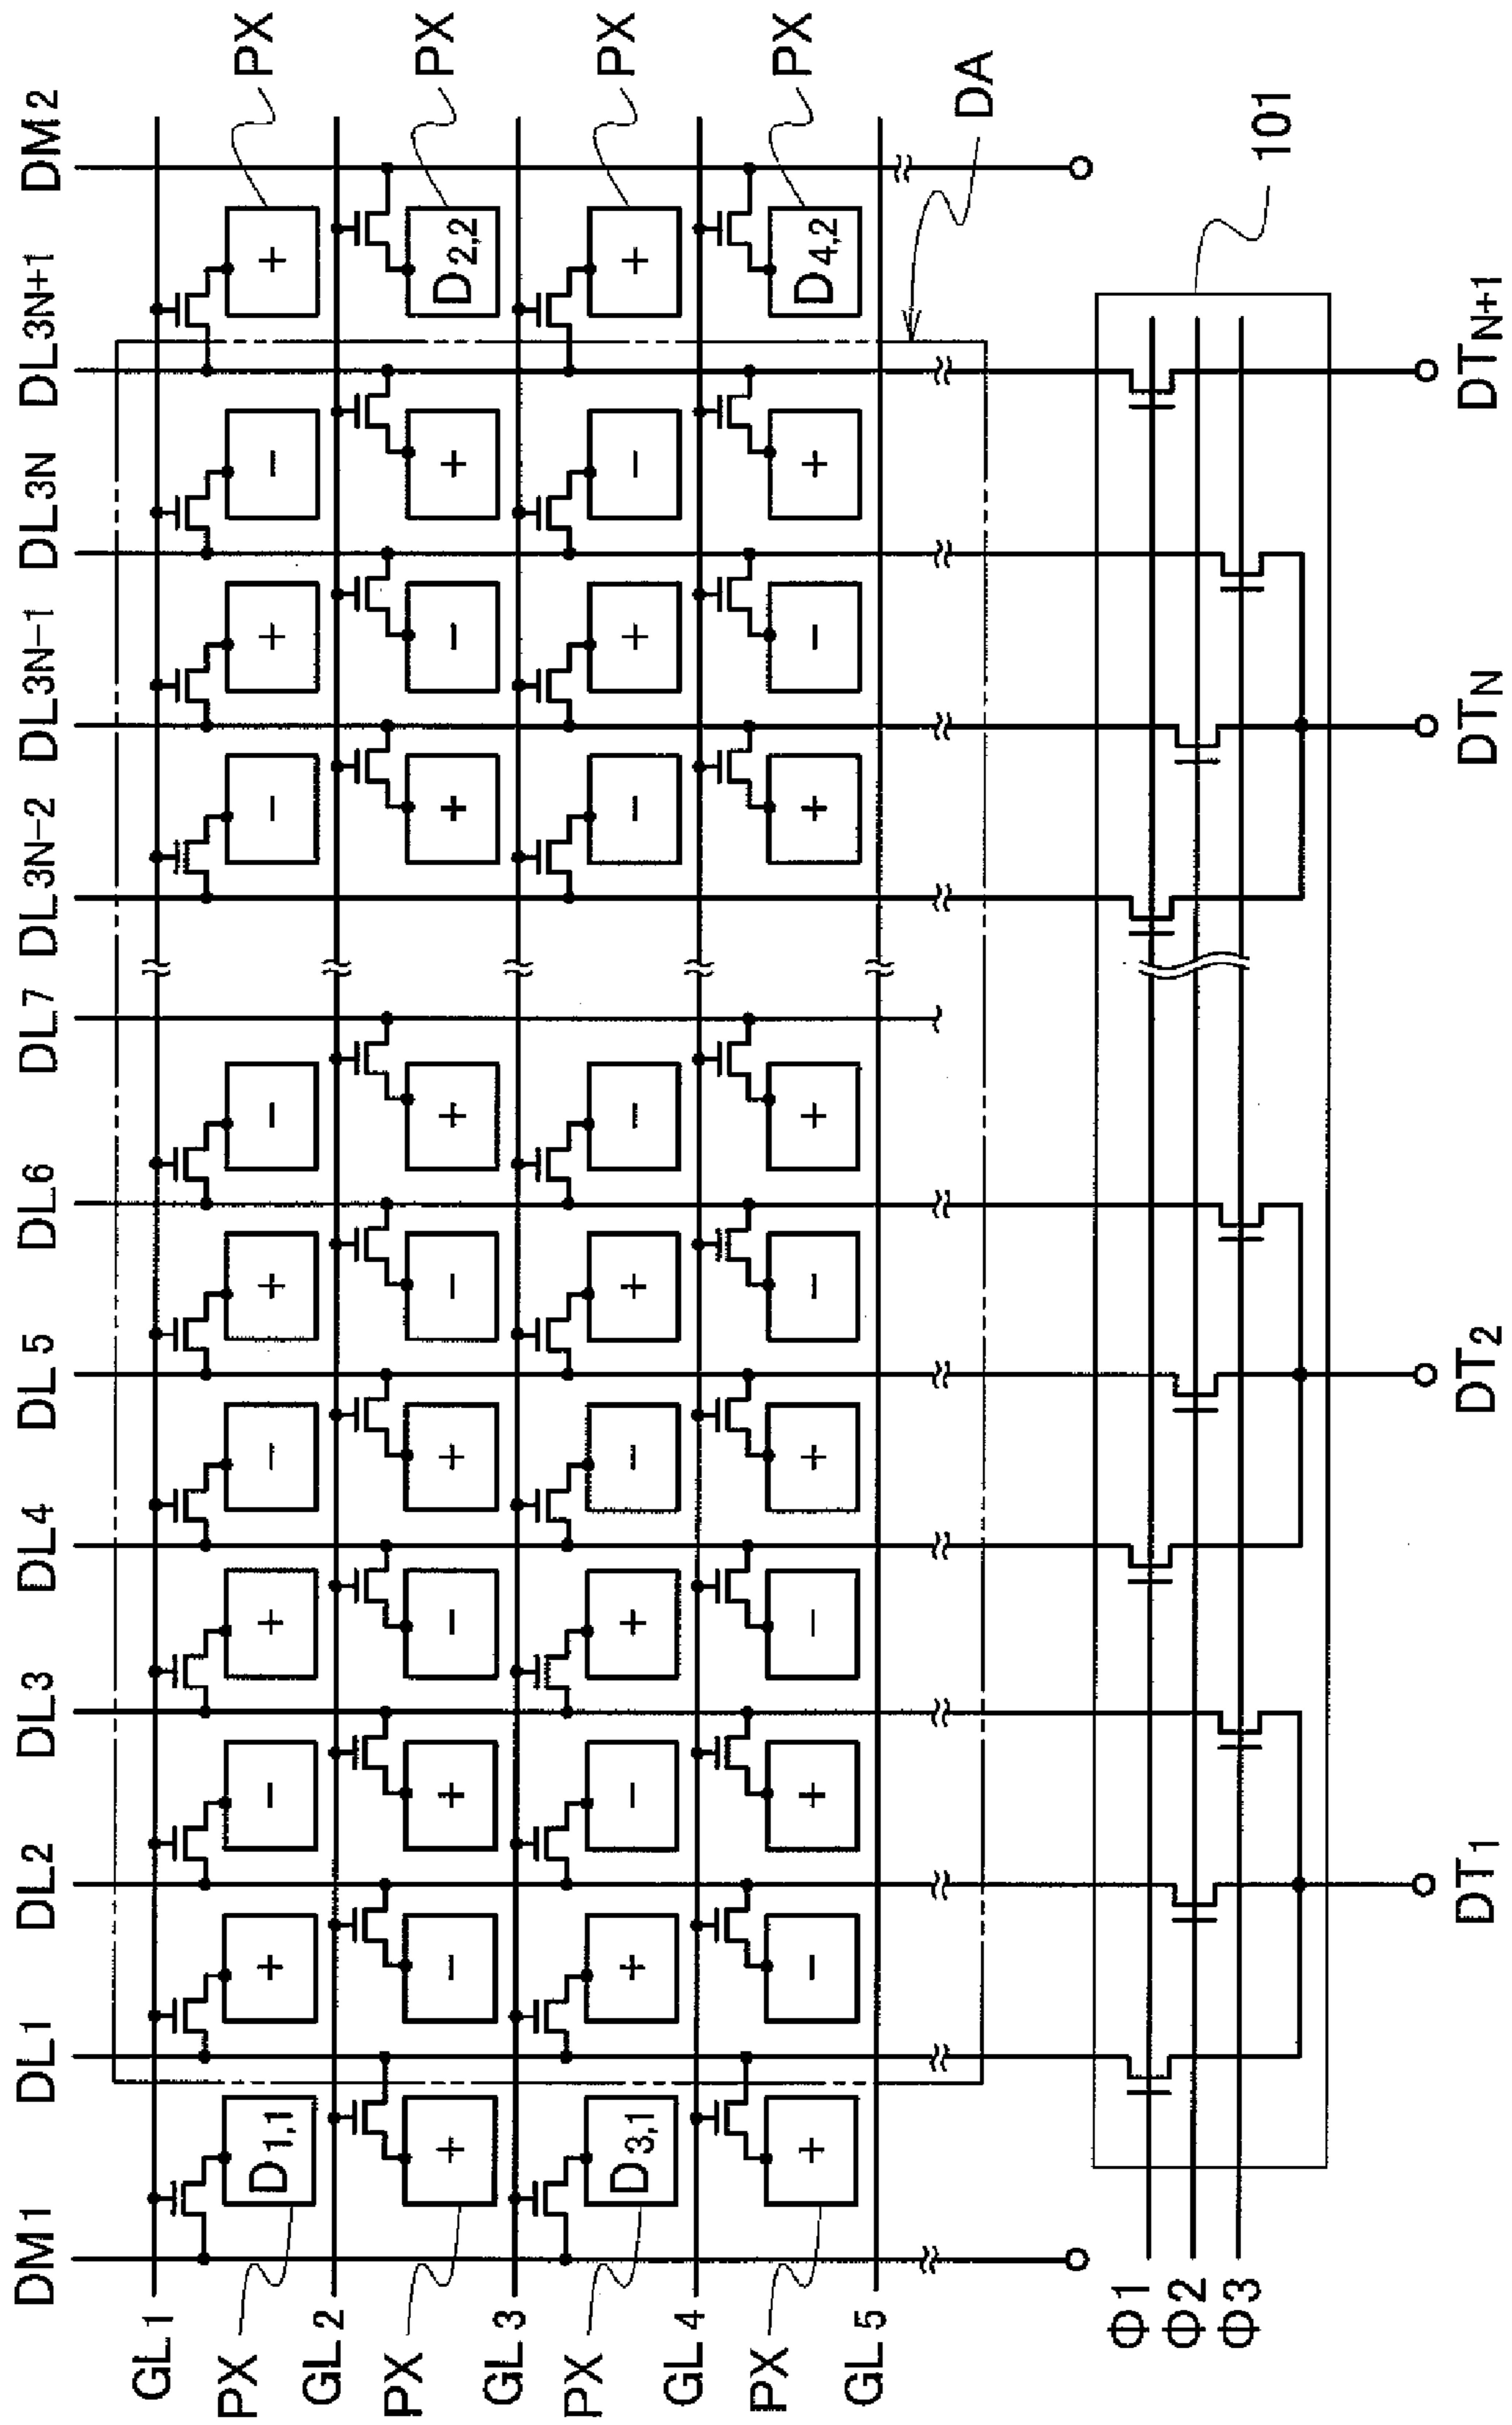 DM1 DL1 DL2 DL3 DL4 DL5 DL6 DL7 DL3N-2 DL3N-1 DL3N DL3N+1 DM2
GL1
D1,1 + - + - + - - + - +
PX PX
GL2
+ - + - + - + + - + D2,2
PX PX
GL3
D3,1 + - + - + - - + - +
PX PX
GL4
+ - + - + - + + - + D4,2
PX PX
GL5
DA
Φ1
Φ2
Φ3
101
DT1 DT2 DTN DTN+1